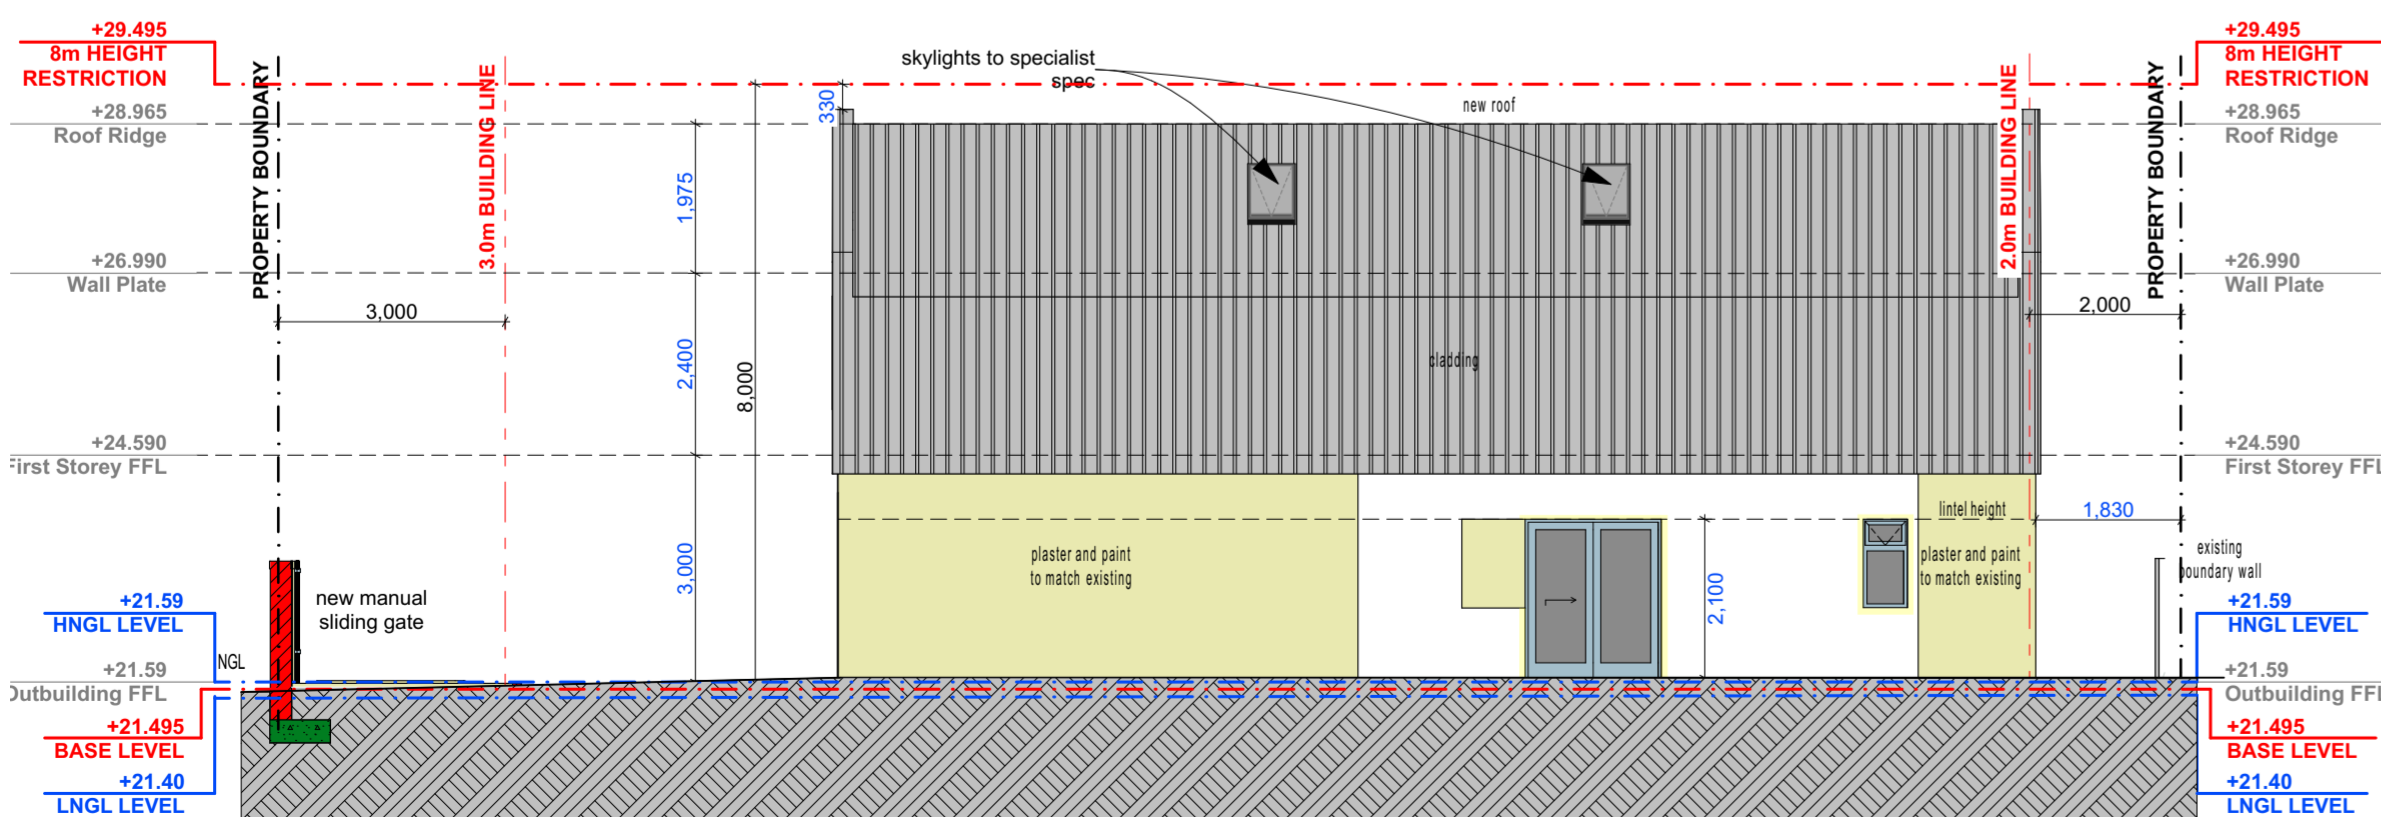 +29.495
8m HEIGHT
RESTRICTION
+28.965
Roof Ridge
+26.990
Wall Plate
+24.590
First Storey FFL
+21.59
HNGL LEVEL
NGL
+21.59
Outbuilding FFL
+21.495
BASE LEVEL
+21.40
LNGL LEVEL
PROPERTY BOUNDARY
3.0m BUILDING LINE
3,000
new manual
sliding gate
1,975
2,400
3,000
8,000
330
skylights to specialist
spec
new roof
cladding
plaster and paint
to match existing
2,100
lintel height
plaster and paint
to match existing
2.0m BUILDING LINE
PROPERTY BOUNDARY
2,000
1,830
existing
boundary wall
+29.495
8m HEIGHT
RESTRICTION
+28.965
Roof Ridge
+26.990
Wall Plate
+24.590
First Storey FFL
+21.59
HNGL LEVEL
+21.59
Outbuilding FFL
+21.495
BASE LEVEL
+21.40
LNGL LEVEL